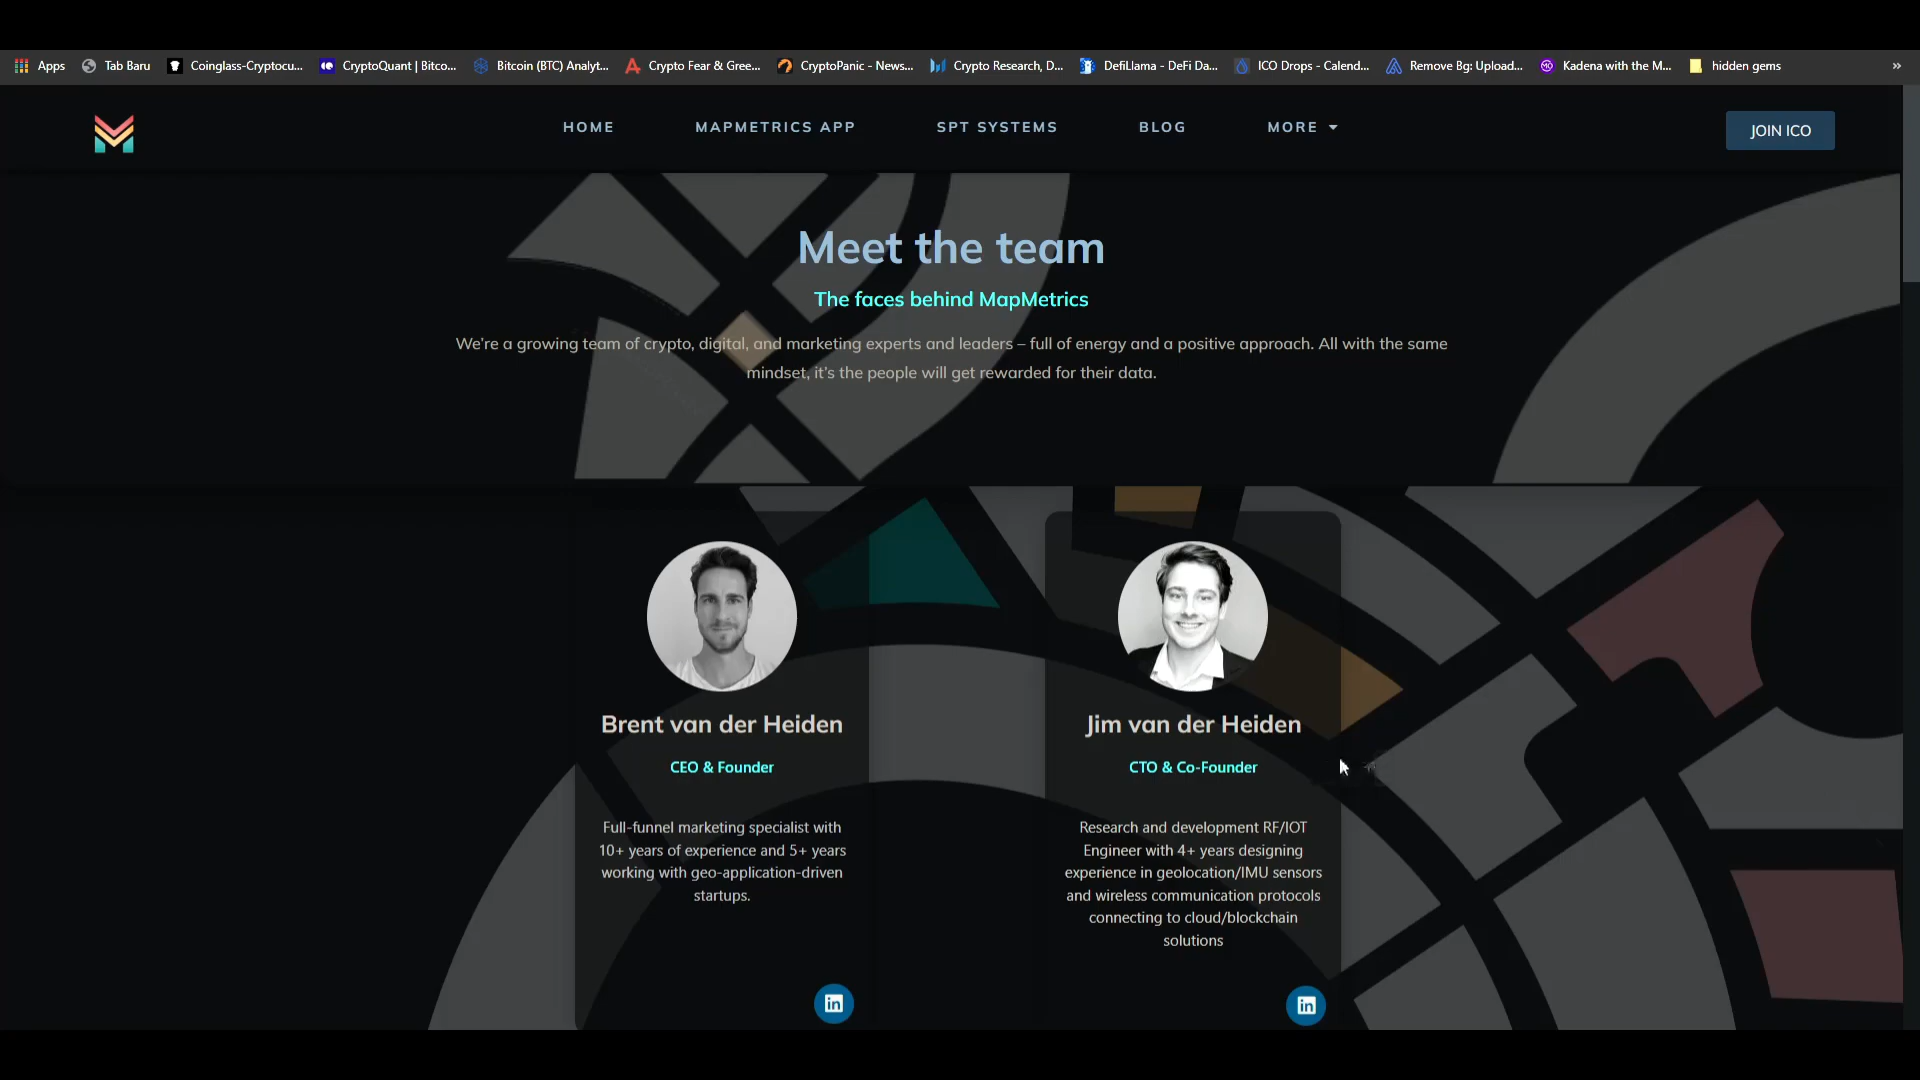 Apps Tab Baru Coinglass-Cryptocu... CryptoQuant | Bitco... Bitcoin (BTC) Analyt... Crypto Fear & Gree... CryptoPanic - News... Crypto Research, D... DefiLlama - DeFi Da... ICO Drops - Calend... Remove Bg: Upload... Kadena with the M... hidden gems »
HOME MAPMETRICS APP SPT SYSTEMS BLOG MORE JOIN ICO
Meet the team
The faces behind MapMetrics
We're a growing team of crypto, digital, and marketing experts and leaders – full of energy and a positive approach. All with the same
mindset, it's the people will get rewarded for their data.
Brent van der Heiden
CEO & Founder
Full-funnel marketing specialist with
10+ years of experience and 5+ years
working with geo-application-driven
startups.
in
Jim van der Heiden
CTO & Co-Founder
Research and development RF/IOT
Engineer with 4+ years designing
experience in geolocation/IMU sensors
and wireless communication protocols
connecting to cloud/blockchain
solutions
in